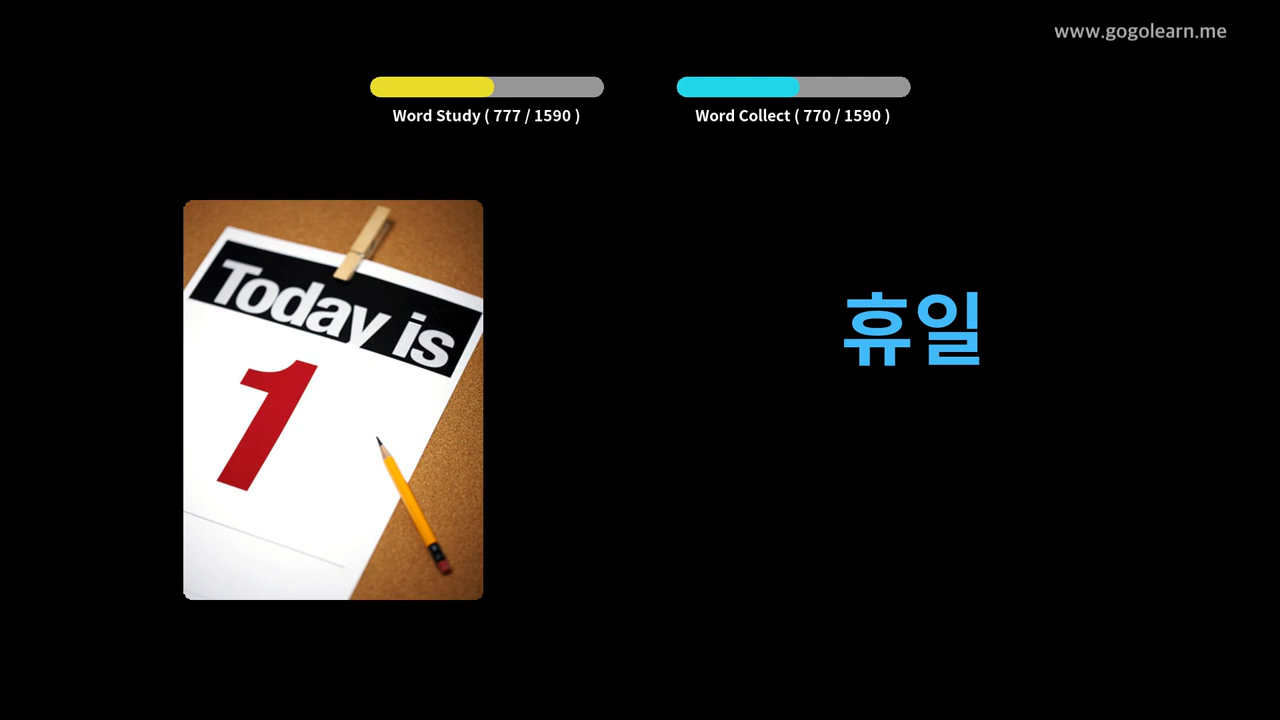 www.gogolearn.me
Word Study ( 777 / 1590 )
Word Collect ( 770 / 1590 )
Today is
1
휴일